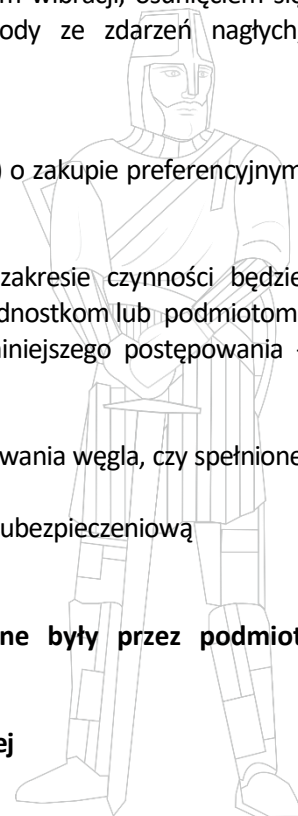 wibracji, osunięciem się
ody ze zdarzeń nagłych,
o zakupie preferencyjnym
zakresie czynności będzie
dnostkom lub podmiotom
niniejszego postępowania -
wania węgla, czy spełnione
ubezpieczeniową
ne były przez podmiot
ej